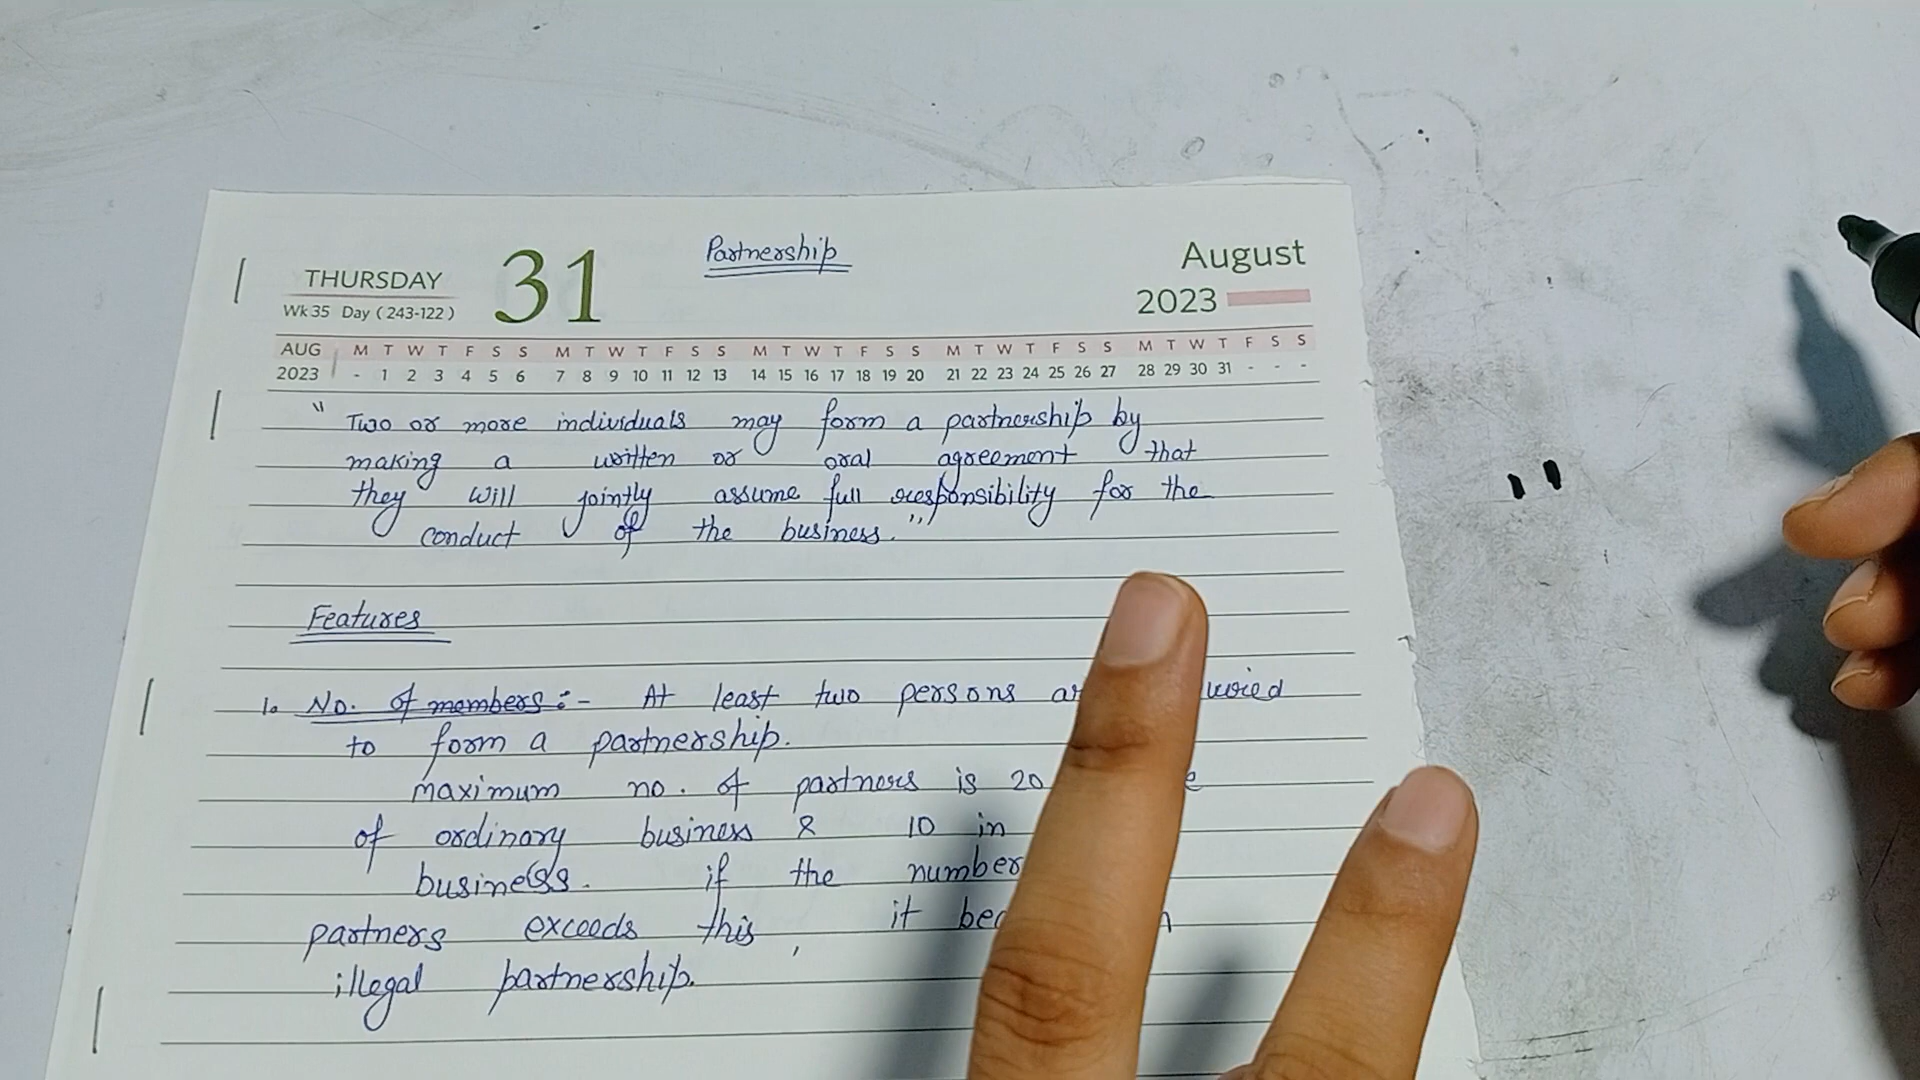 Partnership
THURSDAY 31 August
Wk 35 Day (243-122) 2023
AUG M T W T F S S M T W T F S S M T W T F S S M T W T F S S M T W T F S S
2023 - 1 2 3 4 5 6 7 8 9 10 11 12 13 14 15 16 17 18 19 20 21 22 23 24 25 26 27 28 29 30 31 - - -
" Two or more individuals may form a partnership by
making a written or oral agreement that
they will jointly assume full responsibility for the
conduct of the business."
Features
1. No. of members :- At least two persons
to form a partnership.
maximum no. of partners is 20
of ordinary business & 10 in
business. if the number
partners exceeds this, it
illegal partnership.